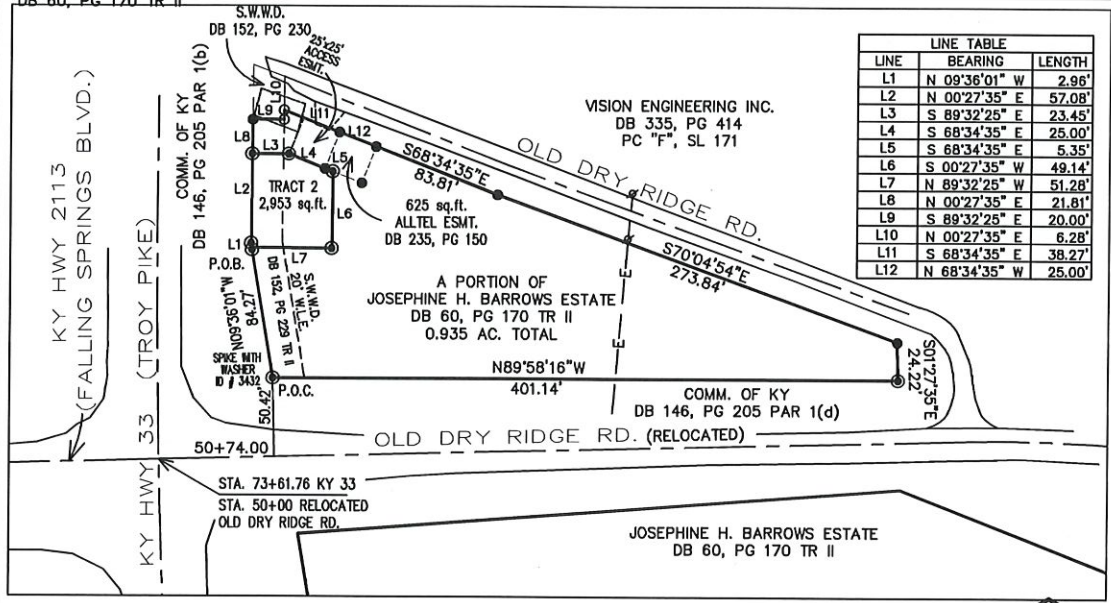 DB 60, PG 170 TR II
S.W.W.D.
DB 152, PG 230
25'x25'
ACCESS
ESMT.
COMM. OF KY
DB 146, PG 205 PAR 1(b)
KY HWY 2113
(FALLING SPRINGS BLVD.)
KY HWY 33 (TROY PIKE)
L10
L9
L11
L8
L12
L3
L4
L5
L2
L6
L1
L7
TRACT 2
2,953 sq.ft.
625 sq.ft.
ALLTEL ESMT.
DB 235, PG 150
S68°34'35"E
83.81'
VISION ENGINEERING INC.
DB 335, PG 414
PC "F", SL 171
OLD DRY RIDGE RD.
LINE TABLE
LINE BEARING LENGTH
L1 N 09°36'01" W 2.96'
L2 N 00°27'35" E 57.08'
L3 S 89°32'25" E 23.45'
L4 S 68°34'35" E 25.00'
L5 S 68°34'35" E 5.35'
L6 S 00°27'35" W 49.14'
L7 N 89°32'25" W 51.28'
L8 N 00°27'35" E 21.81'
L9 S 89°32'25" E 20.00'
L10 N 00°27'35" E 6.28'
L11 S 68°34'35" E 38.27'
L12 N 68°34'35" W 25.00'
P.O.B.
N09°36'01"W
84.27'
S.W.W.D.
20' W.L.E.
DB 152, PG 229 TR II
A PORTION OF
JOSEPHINE H. BARROWS ESTATE
DB 60, PG 170 TR II
0.935 AC. TOTAL
E
E
S70°04'54"E
273.84'
S01°27'35"E
24.22'
SPIKE WITH
WASHER
ID # 3432
P.O.C.
N89°58'16"W
401.14'
COMM. OF KY
DB 146, PG 205 PAR 1(d)
50.42'
50+74.00
OLD DRY RIDGE RD. (RELOCATED)
STA. 73+61.76 KY 33
STA. 50+00 RELOCATED
OLD DRY RIDGE RD.
JOSEPHINE H. BARROWS ESTATE
DB 60, PG 170 TR II